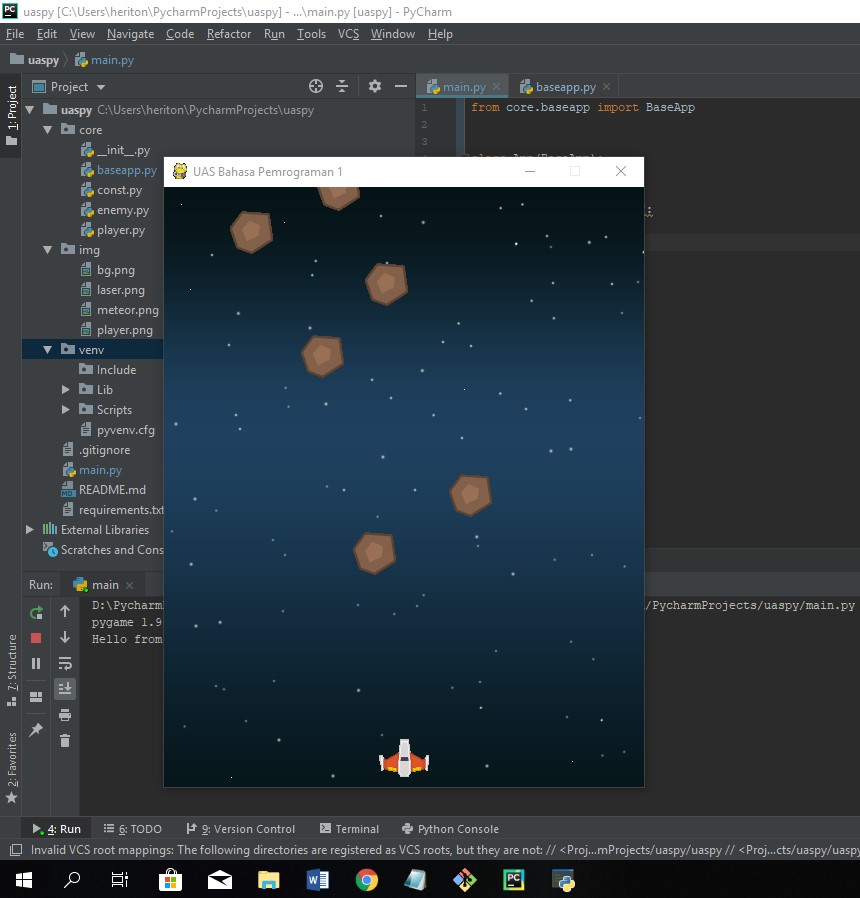 PC uaspy [C:\Users\heriton\PycharmProjects\uaspy] - ...\main.py [uaspy] - PyCharm
File Edit View Navigate Code Refactor Run Tools VCS Window Help
uaspy main.py
1: Project
Project
main.py
baseapp.py
uaspy C:\Users\heriton\PycharmProjects\uaspy
1 from core.baseapp import BaseApp
2
3
core
__init__.py
baseapp.py
const.py
enemy.py
player.py
img
bg.png
laser.png
meteor.png
player.png
venv
Include
Lib
Scripts
pyvenv.cfg
.gitignore
main.py
README.md
requirements.txt
External Libraries
Scratches and Cons
UAS Bahasa Pemrograman 1
Run: main
D:\Pycharm
/PycharmProjects/uaspy/main.py
pygame 1.9
Hello from
7: Structure
2: Favorites
4: Run 6: TODO 9: Version Control Terminal Python Console
Invalid VCS root mappings: The following directories are registered as VCS roots, but they are not: // <Proj...mProjects/uaspy/uaspy // <Proj...cts/uaspy/uaspy